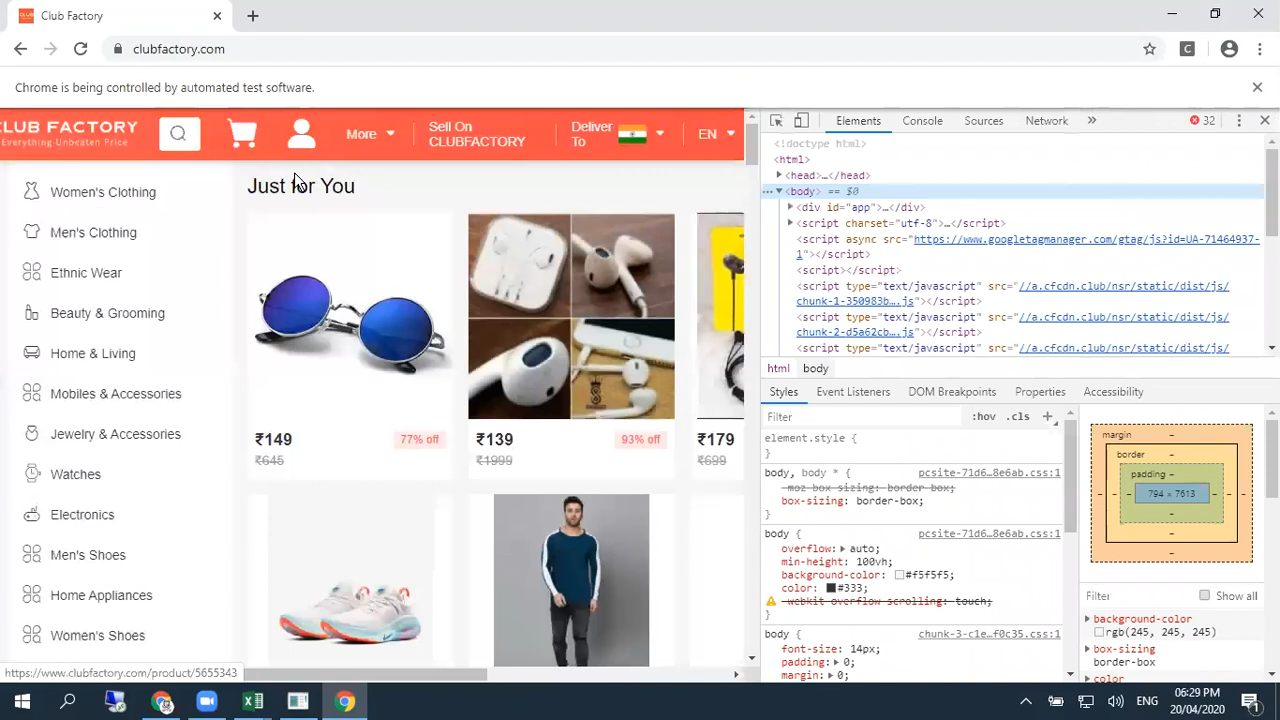 Club Factory
clubfactory.com
Chrome is being controlled by automated test software.
CLUB FACTORY
Everything Unbeaten Price
More
Sell On
CLUBFACTORY
Deliver
To
EN
Women's Clothing
Men's Clothing
Ethnic Wear
Beauty & Grooming
Home & Living
Mobiles & Accessories
Jewelry & Accessories
Watches
Electronics
Men's Shoes
Home Appliances
Women's Shoes
Just for You
₹149
77% off
₹645
₹139
93% off
₹1999
₹179
₹699
https://www.clubfactory.com/product/5655343
Elements
Console
Sources
Network
32
<!doctype html>
<html>
<head>…</head>
<body> == $0
<div id="app">…</div>
<script charset="utf-8">…</script>
<script async src="https://www.googletagmanager.com/gtag/js?id=UA-71464937-
1"></script>
<script></script>
<script type="text/javascript" src="//a.cfcdn.club/nsr/static/dist/js/
chunk-1-350983b….js"></script>
<script type="text/javascript" src="//a.cfcdn.club/nsr/static/dist/js/
chunk-2-d5a62cb….js"></script>
<script type="text/javascript" src="//a.cfcdn.club/nsr/static/dist/js/
html
body
Styles
Event Listeners
DOM Breakpoints
Properties
Accessibility
Filter
:hov
.cls
element.style {
}
body, body * {
pcsite-71d6…8e6ab.css:1
-moz-box-sizing: border-box;
box-sizing: border-box;
}
body {
pcsite-71d6…8e6ab.css:1
overflow: auto;
min-height: 100vh;
background-color: #f5f5f5;
color: #333;
-webkit-overflow-scrolling: touch;
}
body {
chunk-3-c1e…f0c35.css:1
font-size: 14px;
padding: 0;
margin: 0;
margin
–
border
–
padding
–
794 × 7613
Filter
Show all
background-color
rgb(245, 245, 245)
box-sizing
border-box
color
ENG
06:29 PM
20/04/2020
1